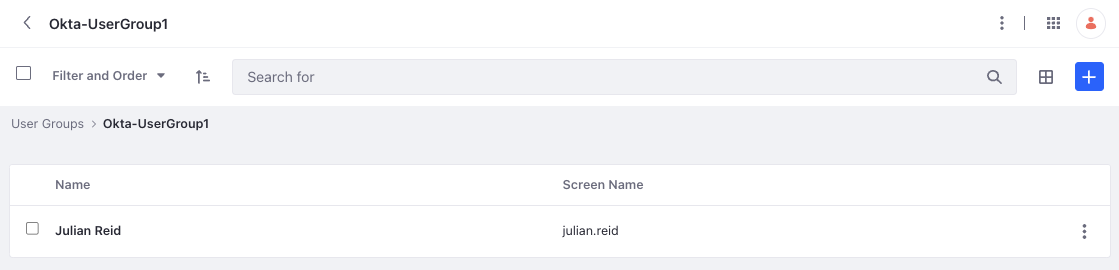 Okta-UserGroup1
Filter and Order
Search for
User Groups > Okta-UserGroup1
Name Screen Name
Julian Reid julian.reid